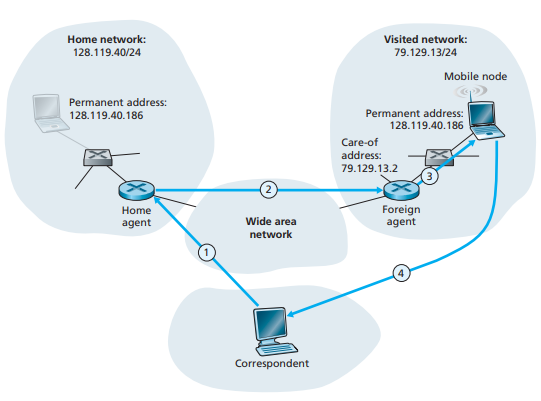 Home network:
128.119.40/24
Visited network:
79.129.13/24
Mobile node
Permanent address:
128.119.40.186
Permanent address:
128.119.40.186
Care-of
address:
79.129.13.2
3
2
Home
agent
Foreign
agent
Wide area
network
1
4
Correspondent